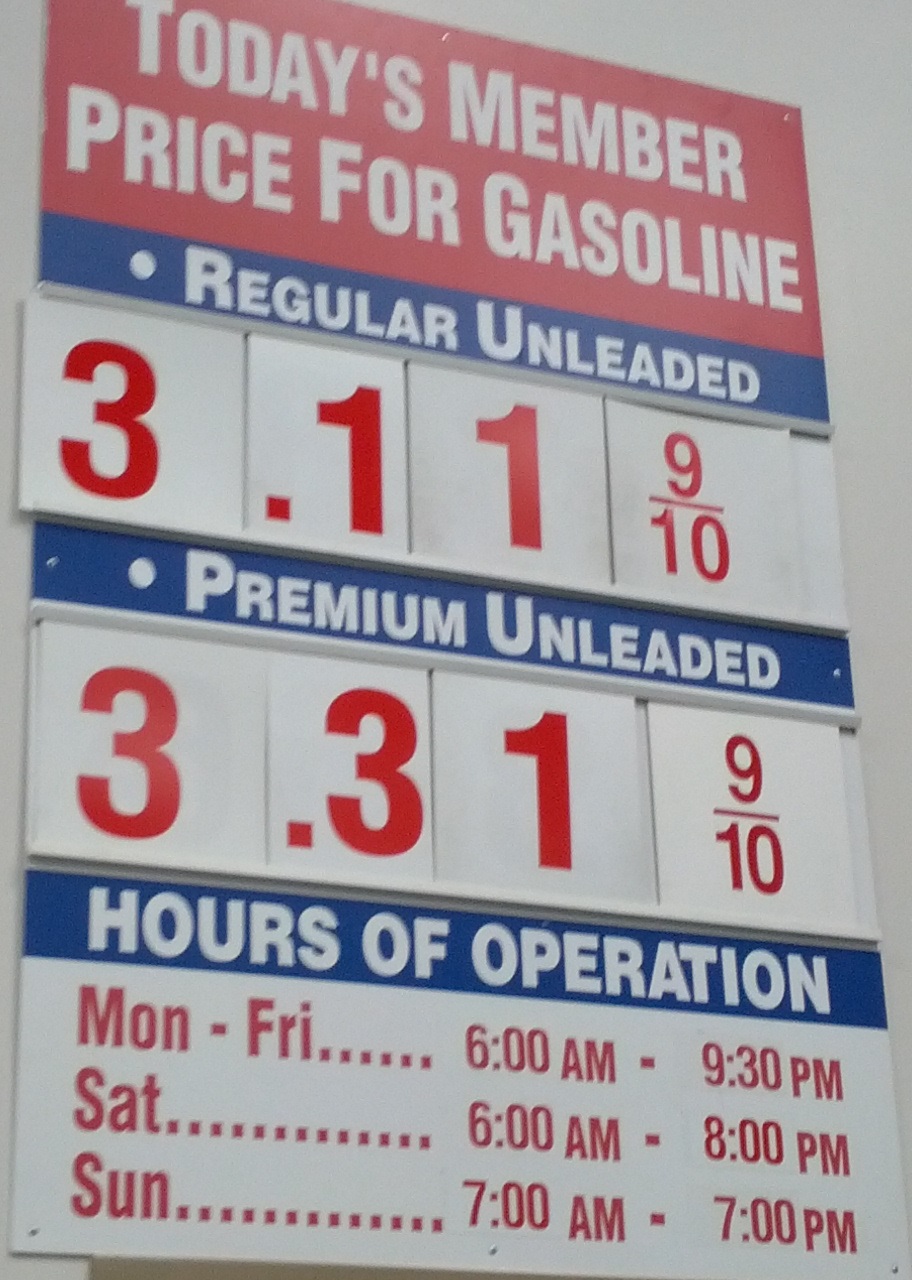 TODAY'S MEMBER
PRICE FOR GASOLINE
• REGULAR UNLEADED
3 .1 1 9/10
• PREMIUM UNLEADED
3 .3 1 9/10
HOURS OF OPERATION
Mon - Fri...... 6:00 AM - 9:30 PM
Sat............. 6:00 AM - 8:00 PM
Sun............. 7:00 AM - 7:00 PM